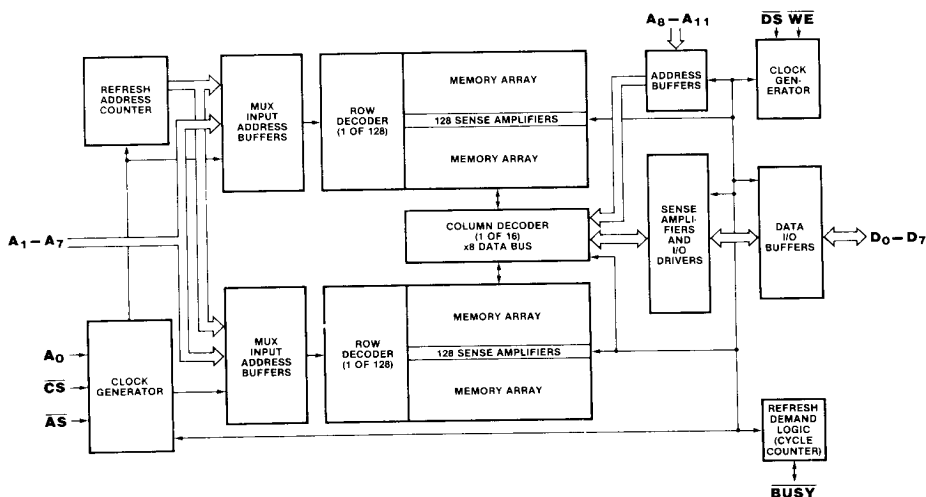 A8–A11
DS WE
REFRESH
ADDRESS
COUNTER
MUX
INPUT
ADDRESS
BUFFERS
ROW
DECODER
(1 OF 128)
MEMORY ARRAY
128 SENSE AMPLIFIERS
MEMORY ARRAY
ADDRESS
BUFFERS
CLOCK
GEN-
ERATOR
A1–A7
COLUMN DECODER
(1 OF 16)
x8 DATA BUS
SENSE
AMPLI-
FIERS
AND
I/O
DRIVERS
DATA
I/O
BUFFERS
D0–D7
A0
CS
AS
CLOCK
GENERATOR
MUX
INPUT
ADDRESS
BUFFERS
ROW
DECODER
(1 OF 128)
MEMORY ARRAY
128 SENSE AMPLIFIERS
MEMORY ARRAY
REFRESH
DEMAND
LOGIC
(CYCLE
COUNTER)
BUSY